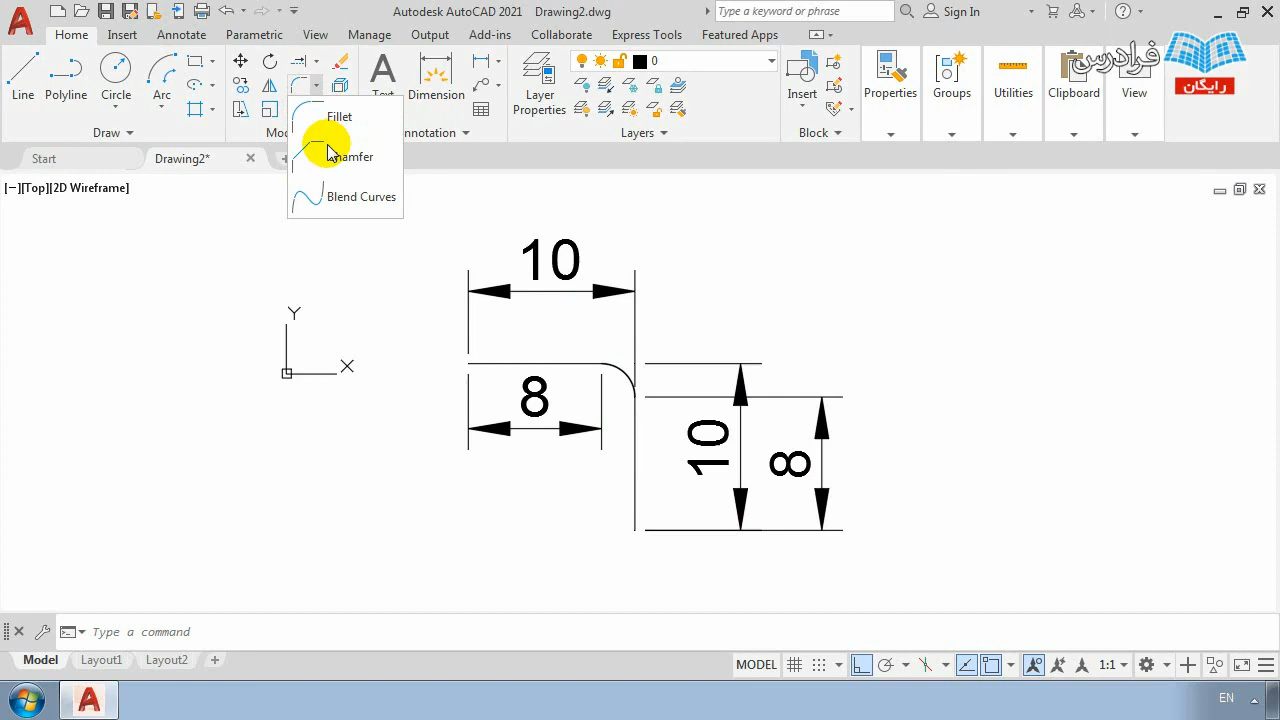 Autodesk AutoCAD 2021 Drawing2.dwg
Type a keyword or phrase
Sign In
Home Insert Annotate Parametric View Manage Output Add-ins Collaborate Express Tools Featured Apps
فرادرس
رایگان
0
Line Polyline Circle Arc
Text Dimension
Layer
Properties
Insert
Properties Groups Utilities Clipboard View
Draw
Layers
Block
Fillet
Blend Curves
Start Drawing2*
[−][Top][2D Wireframe]
10
Y
X
8
10
8
Type a command
Model Layout1 Layout2
MODEL
1:1
EN